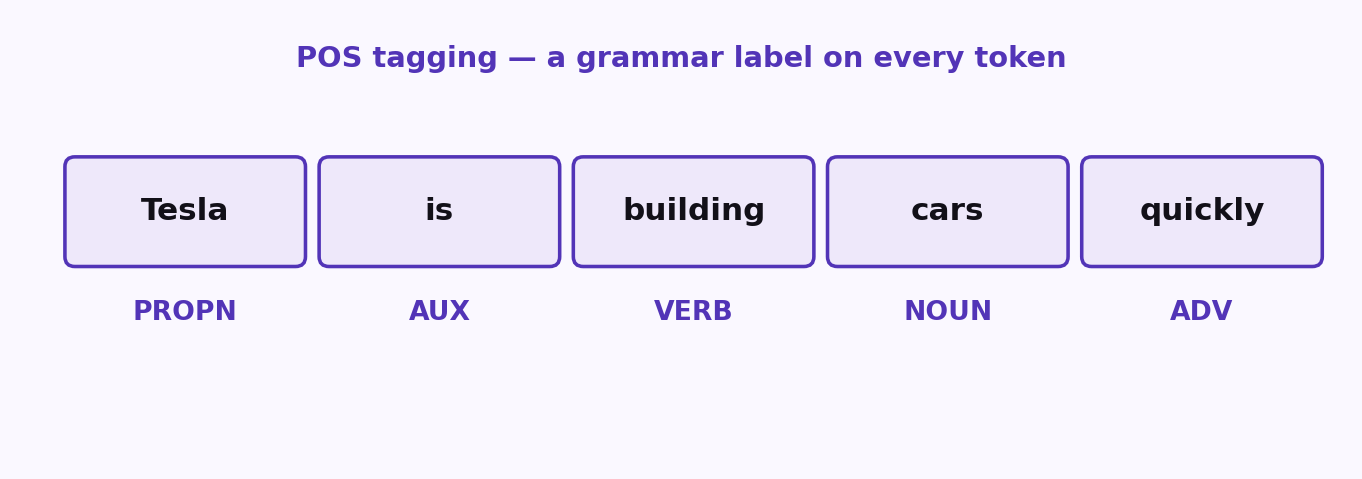 POS tagging — a grammar label on every token
Tesla is building cars quickly
PROPN AUX VERB NOUN ADV